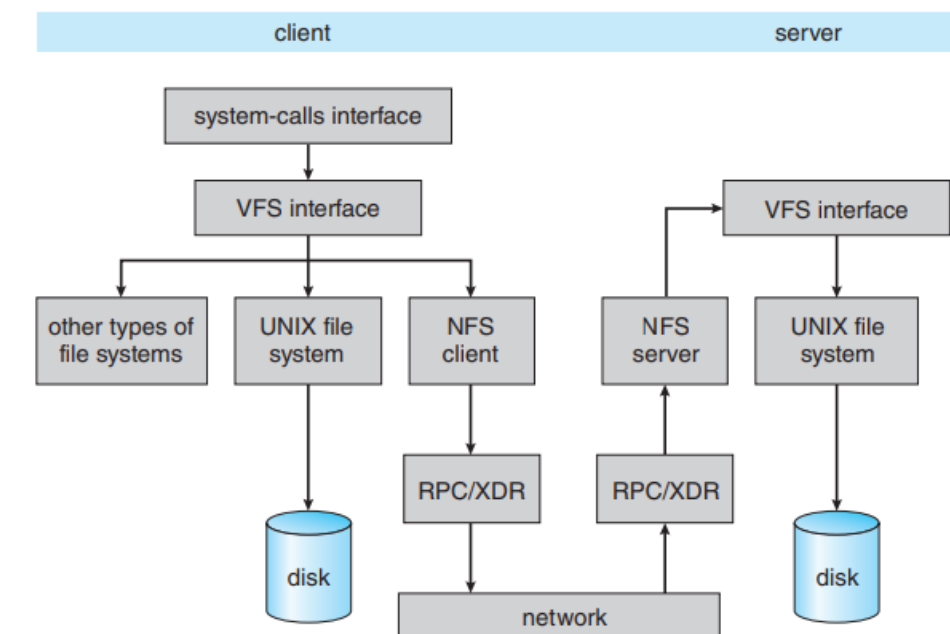 client
server
system-calls interface
VFS interface
VFS interface
other types of
file systems
UNIX file
system
NFS
client
NFS
server
UNIX file
system
RPC/XDR
RPC/XDR
disk
disk
network